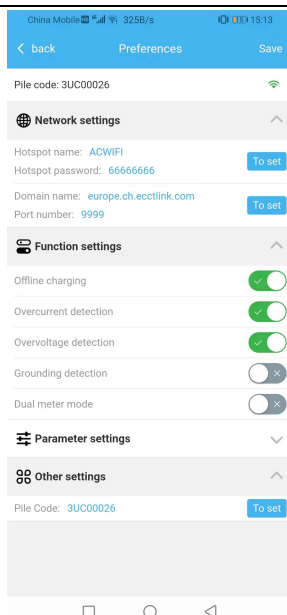 China Mobile HD 4G 325B/s 15:13
back Preferences Save
Pile code: 3UC00026
Network settings
Hotspot name: ACWIFI
Hotspot password: 66666666
To set
Domain name: europe.ch.ecctlink.com
Port number: 9999
To set
Function settings
Offline charging
Overcurrent detection
Overvoltage detection
Grounding detection
Dual meter mode
Parameter settings
Other settings
Pile Code: 3UC00026 To set